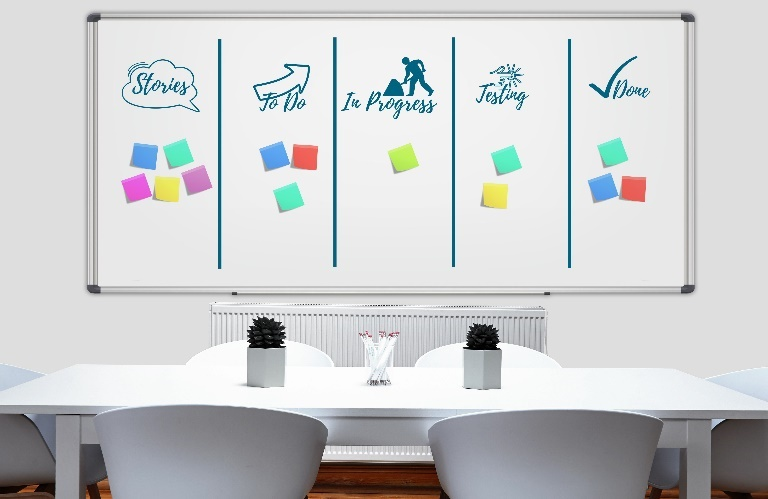 Stories
To Do
In Progress
Testing
Done